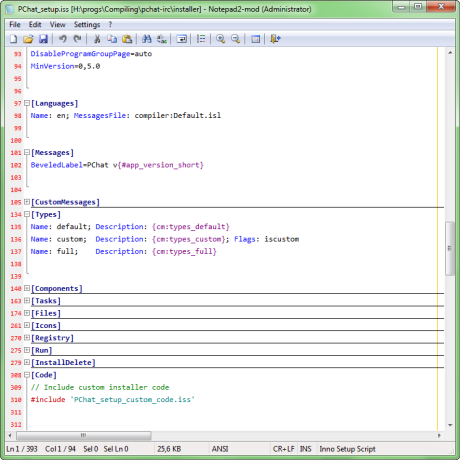 PChat_setup.iss [H:\progs\Compiling\pchat-irc\installer] - Notepad2-mod (Administrator)
File Edit View Settings ?
93 DisableProgramGroupPage=auto
94 MinVersion=0,5.0
95
96
97 [Languages]
98 Name: en; MessagesFile: compiler:Default.isl
99
100
101 [Messages]
102 BeveledLabel=PChat v{#app_version_short}
103
104
105 [CustomMessages]
134 [Types]
135 Name: default; Description: {cm:types_default}
136 Name: custom; Description: {cm:types_custom}; Flags: iscustom
137 Name: full; Description: {cm:types_full}
138
139
140 [Components]
163 [Tasks]
174 [Files]
261 [Icons]
270 [Registry]
275 [Run]
279 [InstallDelete]
308 [Code]
309 // Include custom installer code
310 #include 'PChat_setup_custom_code.iss'
311
312
Ln 1 / 393 Col 1 / 94 Sel 0 Sel Ln 0 25,6 KB ANSI CR+LF INS Inno Setup Script